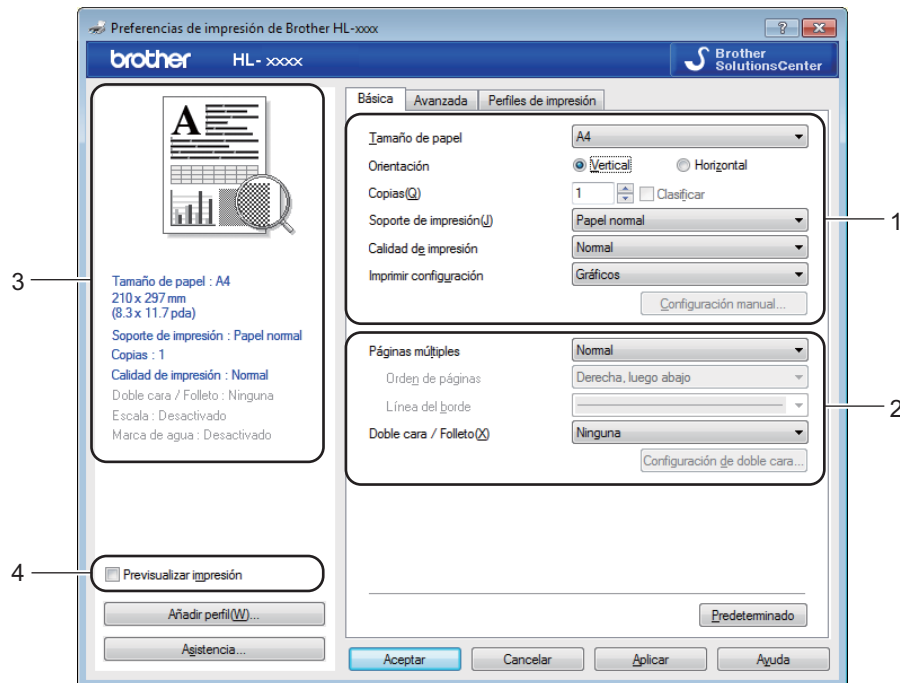 Preferencias de impresión de Brother HL-xxxx
brother HL- xxxx
Brother
SolutionsCenter
Básica Avanzada Perfiles de impresión
A
Tamaño de papel A4
Orientación Vertical Horizontal
Copias(Q) 1 Clasificar
Soporte de impresión(J) Papel normal
Calidad de impresión Normal
Imprimir configuración Gráficos
Configuración manual...
1
3
Tamaño de papel : A4
210 x 297 mm
(8.3 x 11.7 pda)
Soporte de impresión : Papel normal
Copias : 1
Calidad de impresión : Normal
Doble cara / Folleto : Ninguna
Escala : Desactivado
Marca de agua : Desactivado
Páginas múltiples Normal
Orden de páginas Derecha, luego abajo
Línea del borde
Doble cara / Folleto(X) Ninguna
Configuración de doble cara...
2
4
Previsualizar impresión
Añadir perfil(W)...
Asistencia...
Predeterminado
Aceptar Cancelar Aplicar Ayuda